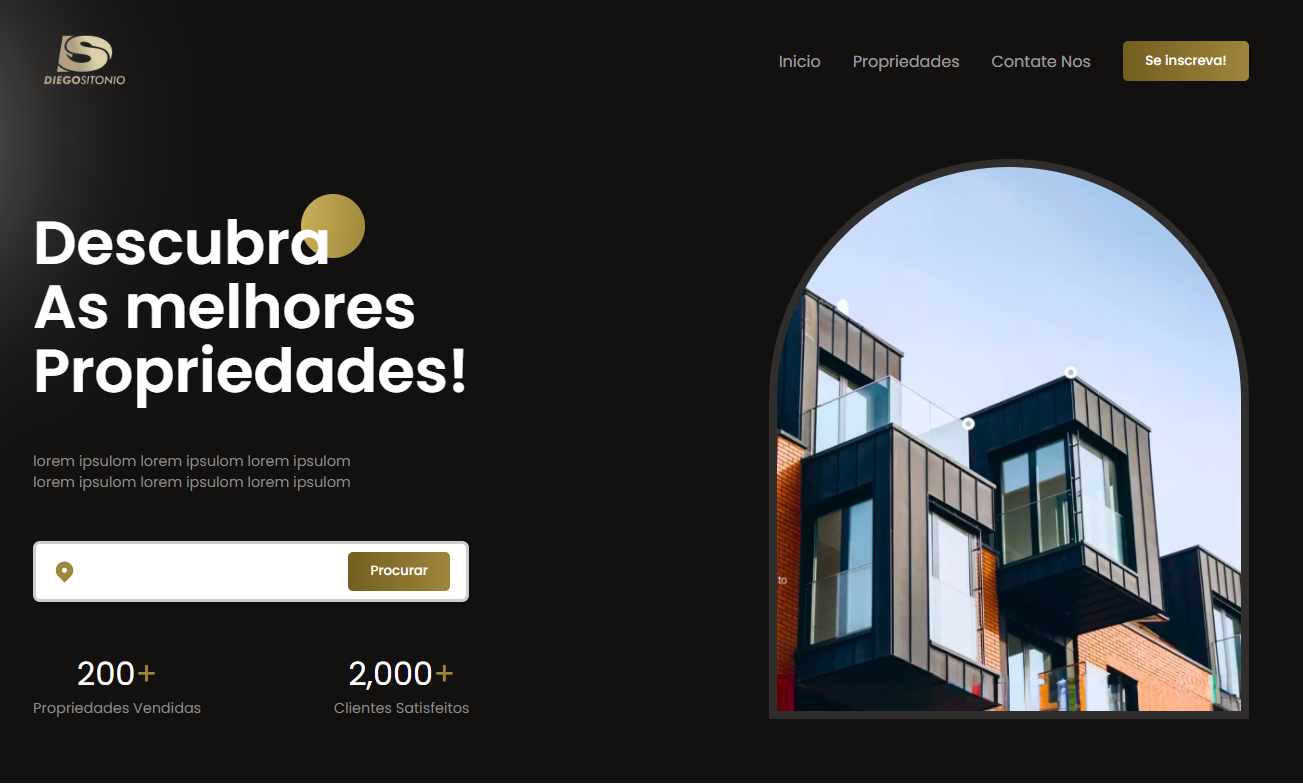 DIEGOSITONIO
Inicio
Propriedades
Contate Nos
Se inscreva!
Descubra
As melhores
Propriedades!
lorem ipsulom lorem ipsulom lorem ipsulom
lorem ipsulom lorem ipsulom lorem ipsulom
Procurar
200+
2,000+
Propriedades Vendidas
Clientes Satisfeitos
to